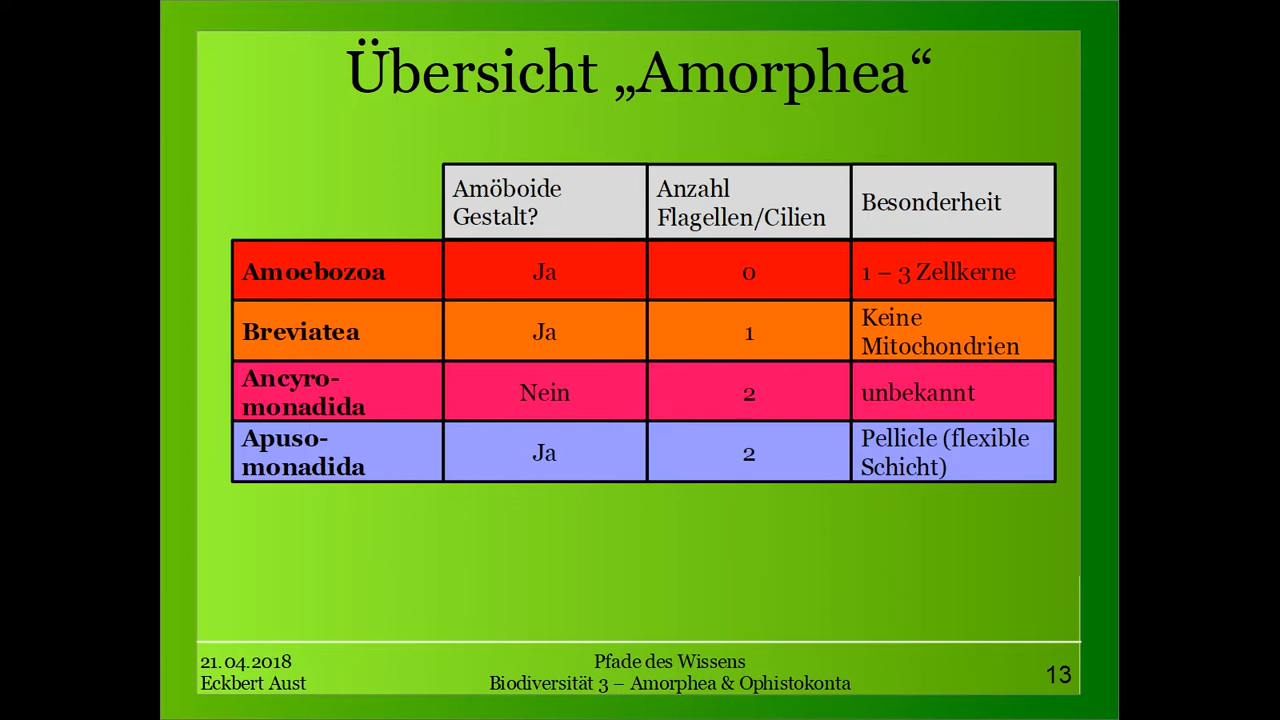 Übersicht „Amorphea“
Amöboide
Gestalt?
Anzahl
Flagellen/Cilien
Besonderheit
Amoebozoa
Ja
0
1 – 3 Zellkerne
Breviatea
Ja
1
Keine
Mitochondrien
Ancyro-
monadida
Nein
2
unbekannt
Apuso-
monadida
Ja
2
Pellicle (flexible
Schicht)
21.04.2018
Eckbert Aust
Pfade des Wissens
Biodiversität 3 – Amorphea & Ophistokonta
13